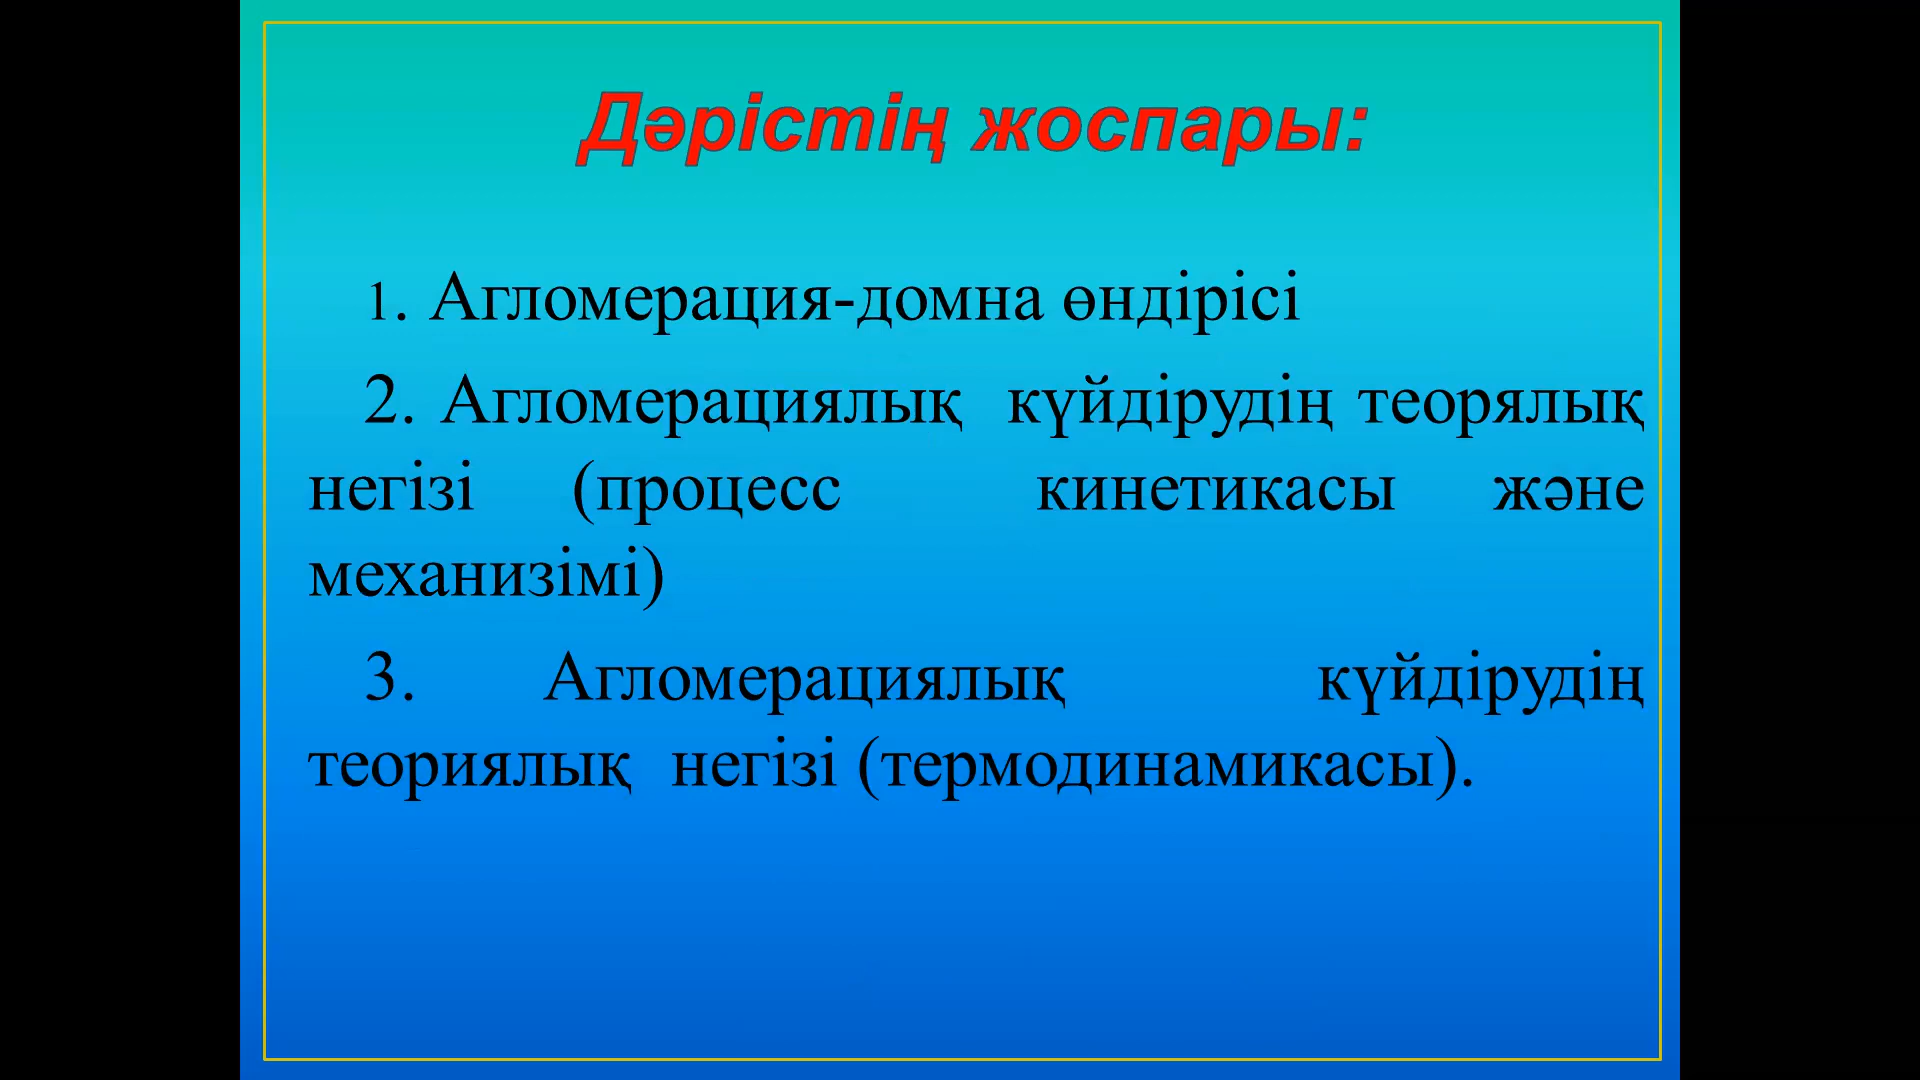 Дәрістің жоспары:
1. Агломерация-домна өндірісі
2. Агломерациялық күйдірудің теорялық
негізі (процесс кинетикасы және
механизімі)
3. Агломерациялық күйдірудің
теориялық негізі (термодинамикасы).